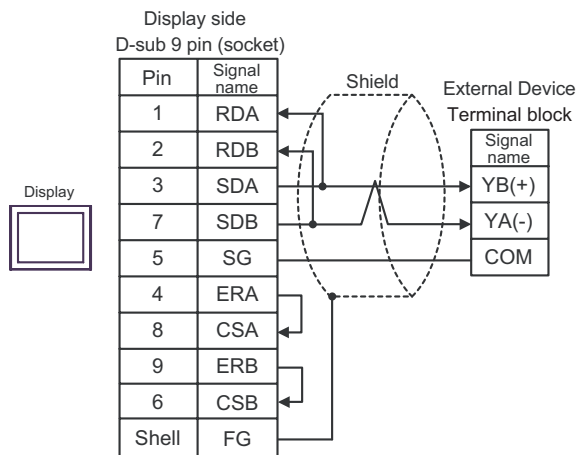 Display side
D-sub 9 pin (socket)
Pin Signal name
1 RDA
2 RDB
3 SDA
7 SDB
5 SG
4 ERA
8 CSA
9 ERB
6 CSB
Shell FG
Display
Shield
External Device
Terminal block
Signal name
YB(+)
YA(-)
COM